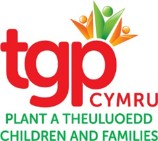 tgp
CYMRU
PLANT A THEULUOEDD
CHILDREN AND FAMILIES